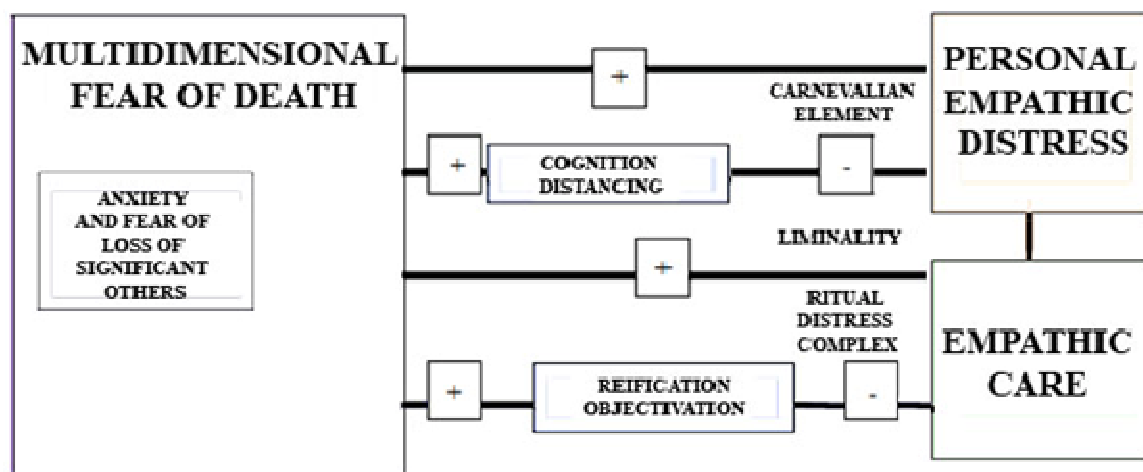 MULTIDIMENSIONAL
FEAR OF DEATH
ANXIETY
AND FEAR OF
LOSS OF
SIGNIFICANT
OTHERS
+
CARNEVALIAN
ELEMENT
+
COGNITION
DISTANCING
-
LIMINALITY
+
RITUAL
DISTRESS
COMPLEX
+
REIFICATION
OBJECTIVATION
-
PERSONAL
EMPATHIC
DISTRESS
EMPATHIC
CARE